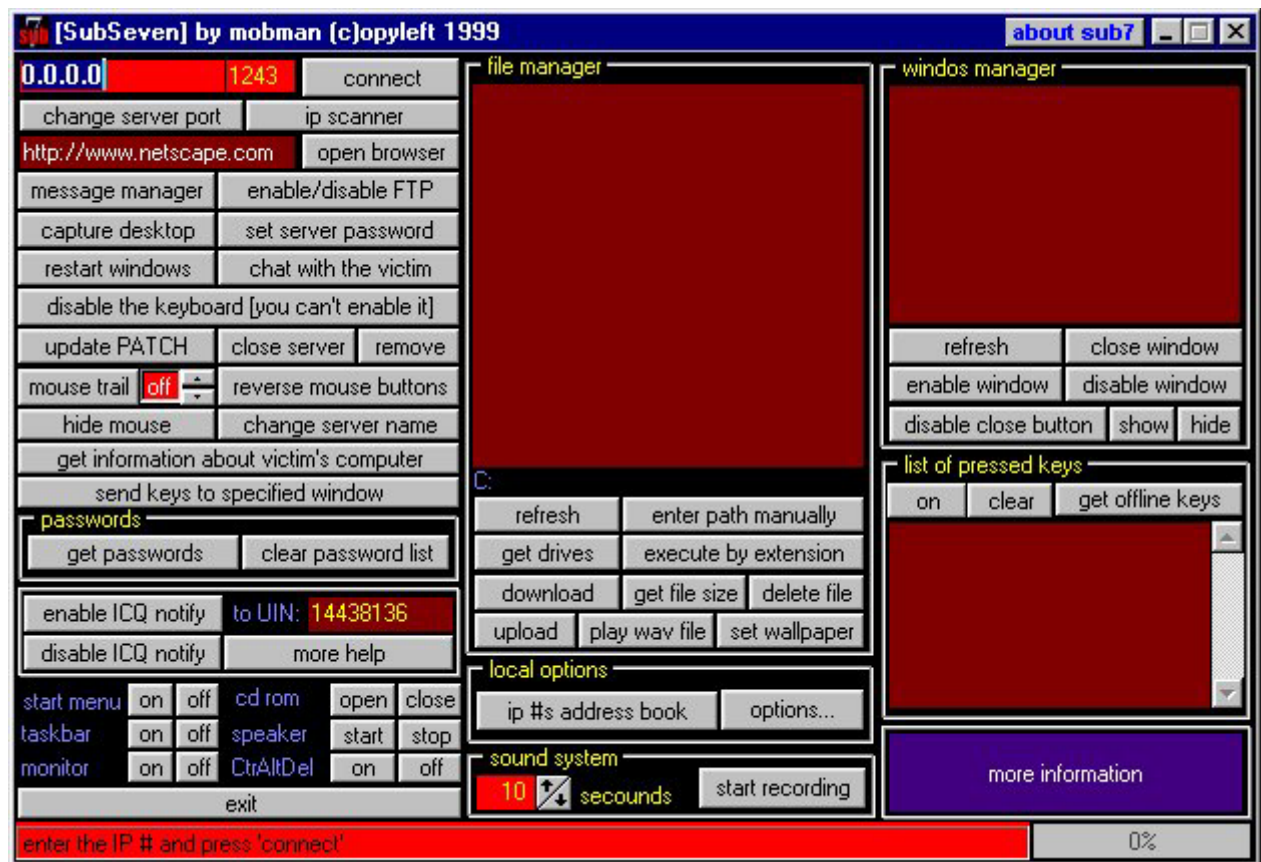 sub 7 [SubSeven] by mobman (c)opyleft 1999 about sub7
0.0.0.0 1243 connect
change server port ip scanner
http://www.netscape.com open browser
message manager enable/disable FTP
capture desktop set server password
restart windows chat with the victim
disable the keyboard [you can't enable it]
update PATCH close server remove
mouse trail off reverse mouse buttons
hide mouse change server name
get information about victim's computer
send keys to specified window
passwords
get passwords clear password list
enable ICQ notify to UIN: 14438136
disable ICQ notify more help
start menu on off cd rom open close
taskbar on off speaker start stop
monitor on off CtrAltDel on off
exit
file manager
C:
refresh enter path manually
get drives execute by extension
download get file size delete file
upload play wav file set wallpaper
local options
ip #s address book options...
sound system
10 secounds start recording
windos manager
refresh close window
enable window disable window
disable close button show hide
list of pressed keys
on clear get offline keys
more information
enter the IP # and press 'connect' 0%